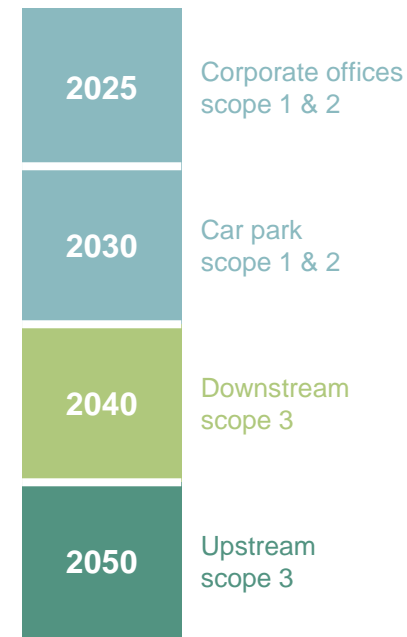 2025
Corporate offices
scope 1 & 2
2030
Car park
scope 1 & 2
2040
Downstream
scope 3
2050
Upstream
scope 3